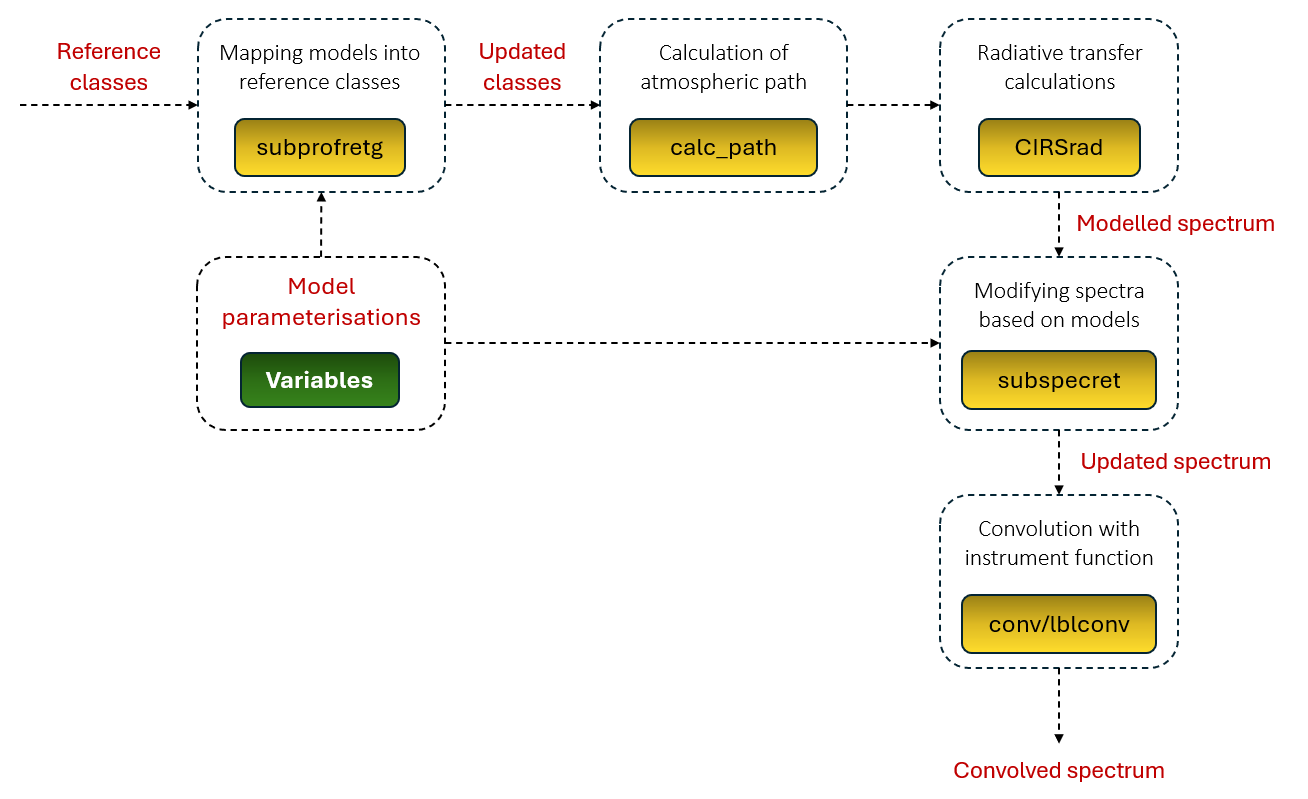 Reference
classes
Mapping models into
reference classes
subprofretg
Updated
classes
Calculation of
atmospheric path
calc_path
Radiative transfer
calculations
CIRSrad
Modelled spectrum
Model
parameterisations
Variables
Modifying spectra
based on models
subspecret
Updated spectrum
Convolution with
instrument function
conv/lblconv
Convolved spectrum